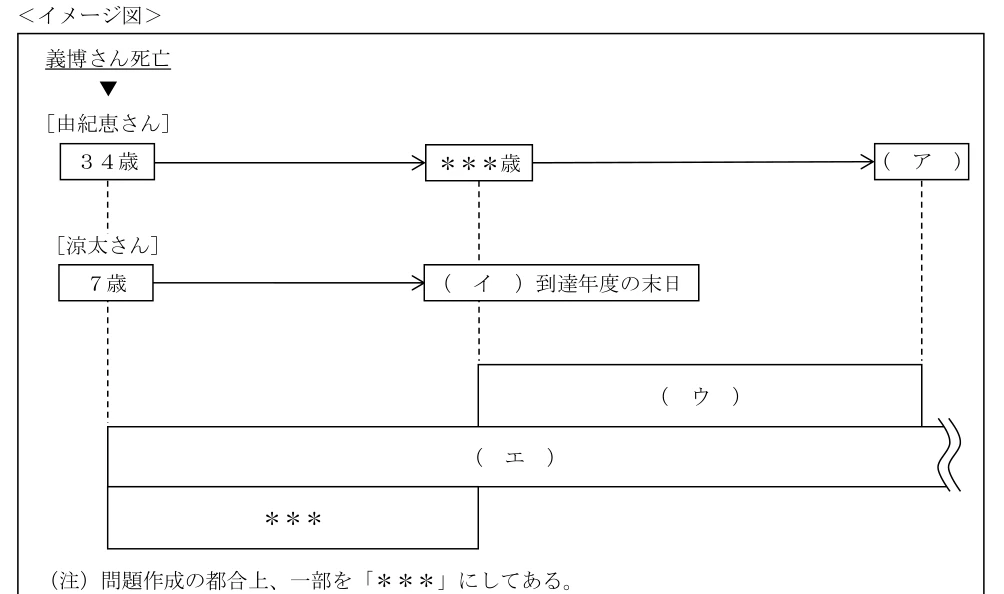 ＜イメージ図＞
義博さん死亡
▼
［由紀恵さん］
３４歳
＊＊＊歳
（　ア　）
［涼太さん］
７歳
（　イ　）到達年度の末日
（　ウ　）
（　エ　）
＊＊＊
（注）問題作成の都合上、一部を「＊＊＊」にしてある。